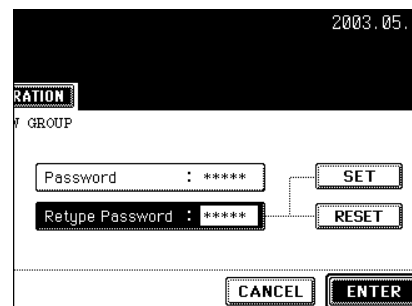 2003.05.
RATION
GROUP
Password : ***** SET
Retype Password : ***** RESET
CANCEL ENTER